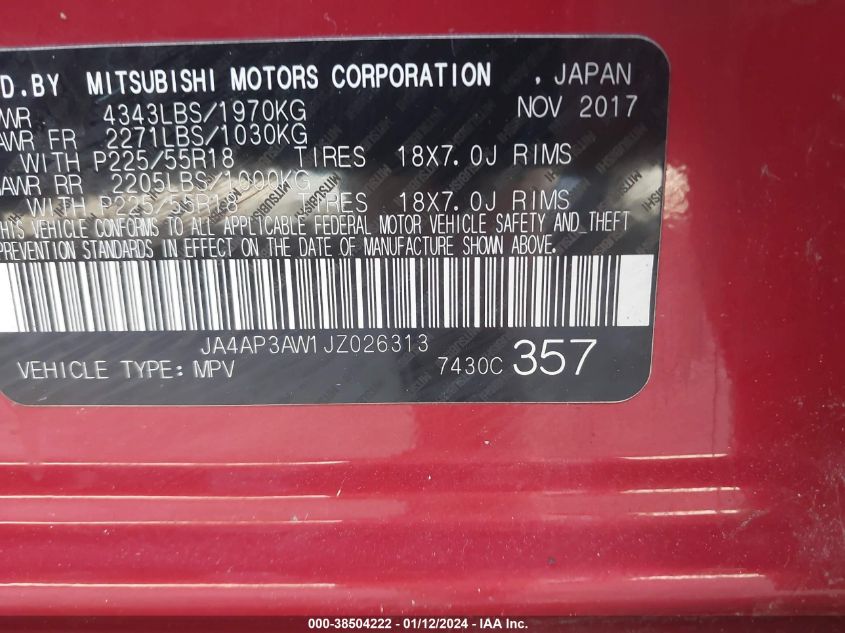 D.BY MITSUBISHI MOTORS CORPORATION , JAPAN
WR 4343LBS/1970KG NOV 2017
AWR FR 2271LBS/1030KG
WITH P225/55R18 TIRES 18X7.0J RIMS
AWR RR 2205LBS/1000KG
WITH P225/55R18 TIRES 18X7.0J RIMS
THIS VEHICLE CONFORMS TO ALL APPLICABLE FEDERAL MOTOR VEHICLE SAFETY AND THEFT
PREVENTION STANDARDS IN EFFECT ON THE DATE OF MANUFACTURE SHOWN ABOVE.
JA4AP3AW1JZ026313
VEHICLE TYPE: MPV 7430C 357
000-38504222 - 01/12/2024 - IAA Inc.